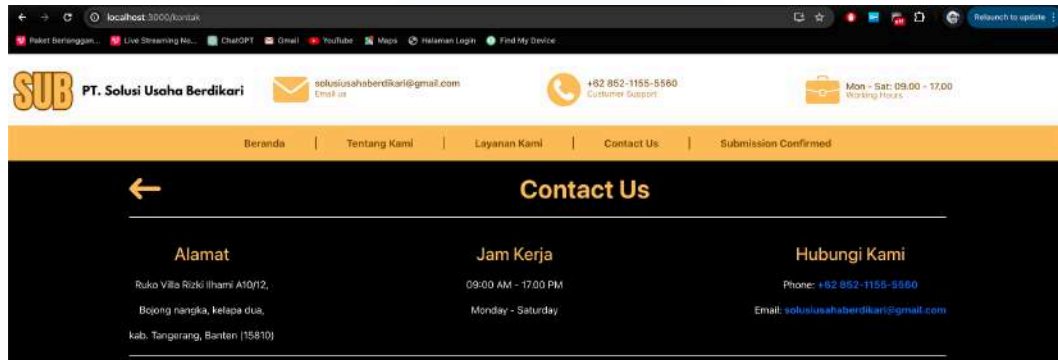 localhost:3000/kontak
Relaunch to update
Paket Berlanggan...
Live Streaming No...
ChatGPT
Gmail
YouTube
Maps
Halaman Login
Find My Device
SUB
PT. Solusi Usaha Berdikari
solusiusahaberdikari@gmail.com
Email us
+62 852-1155-5560
Custumer Support
Mon - Sat: 09.00 - 17.00
Working Hours
Beranda | Tentang Kami | Layanan Kami | Contact Us | Submission Confirmed
Contact Us
Alamat
Ruko Villa Rizki Ilhami A10/12,
Bojong nangka, kelapa dua,
kab. Tangerang, Banten (15810)
Jam Kerja
09:00 AM - 17.00 PM
Monday - Saturday
Hubungi Kami
Phone: +62 852-1155-5560
Email: solusiusahaberdikari@gmail.com